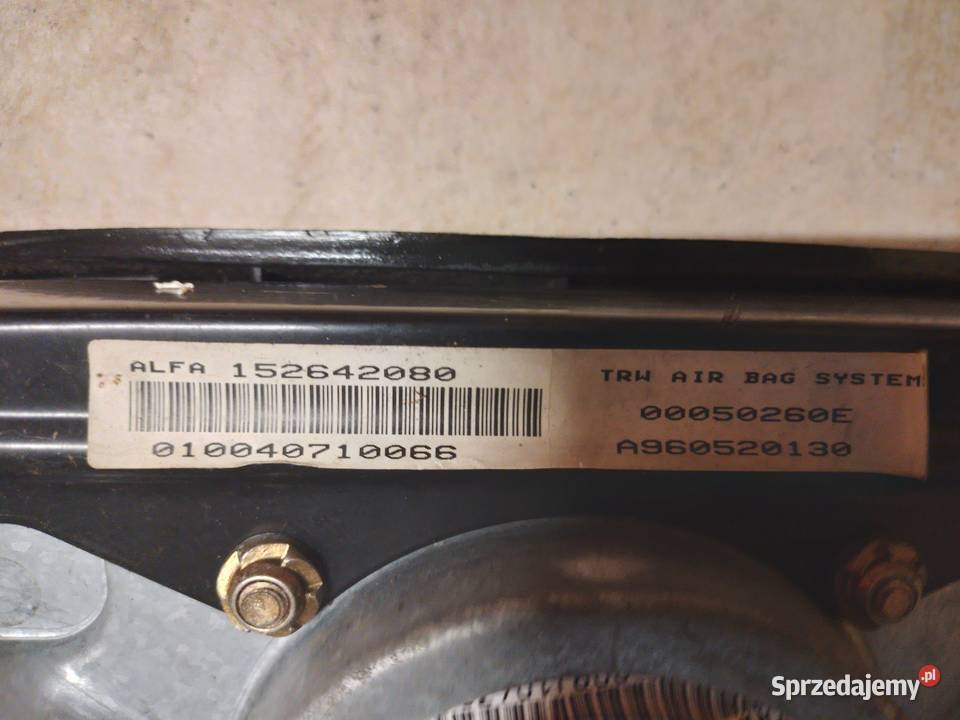 ALFA 152642080
010040710066
TRW AIR BAG SYSTEM
00050260E
A960520130
Sprzedajemy.pl